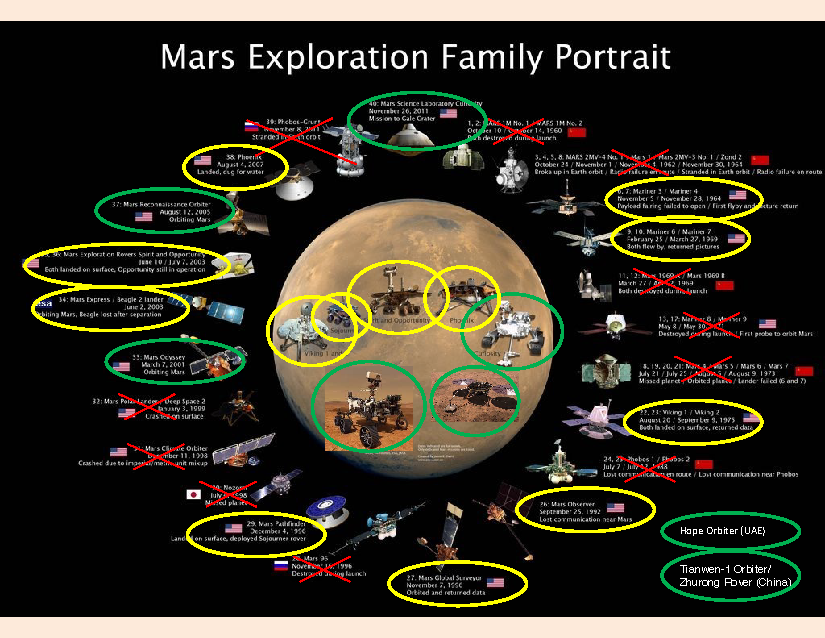 Mars Exploration Family Portrait
40: Mars Science Laboratory Curiosity
November 26, 2011
Mission to Gale Crater
39: Phobos-Grunt
November 8, 2011
Stranded in Earth orbit
1, 2: MARS 1M No. 1 / MARS 1M No. 2
October 10 / October 14, 1960
Both destroyed during launch
38: Phoenix
August 4, 2007
Landed, dug for water
3, 4, 5, 8, MARS 2MV-4 No. 1 / Mars 1 / Mars 2MV-3 No 1 / Zond 2
October 24 / November 1 / November 4, 1962 / November 30, 1964
Broke up in Earth orbit / Radio failure en route / Stranded in Earth orbit / Radio failure en route
37: Mars Reconnaissance Orbiter
August 12, 2005
Orbiting Mars
6, 7: Mariner 3 / Mariner 4
November 5 / November 28, 1964
Payload fairing failed to open / First flyby and picture return
9, 10: Mariner 6 / Mariner 7
February 25 / March 27, 1969
Both flew by, returned pictures
36: Mars Exploration Rovers Spirit and Opportunity
June 10 / July 7, 2003
Both landed on surface, Opportunity still in operation
11, 12: Mars 1969 A / Mars 1969 B
March 27 / April 2, 1969
Both destroyed during launch
esa
34: Mars Express / Beagle 2 lander
June 2, 2003
Orbiting Mars, Beagle lost after separation
13, 17: Mariner 8 / Mariner 9
May 8 / May 30, 1971
Destroyed during launch / First probe to orbit Mars
Viking Lander
Sojourner
Spirit and Opportunity
Phoenix
Curiosity
33: Mars Odyssey
March 7, 2001
Orbiting Mars
18, 19, 20, 21: Mars 4 / Mars 5 / Mars 6 / Mars 7
July 21 / July 25 / August 5 / August 9, 1973
Missed planet / Orbited planet / Lander failed (6 and 7)
32: Mars Polar Lander / Deep Space 2
January 3, 1999
Crashed on surface
22, 23: Viking 1 / Viking 2
August 20 / September 9, 1975
Both landed on surface, returned data
31: Mars Climate Orbiter
December 11, 1998
Crashed due to imperial/metric unit mixup
24, 25: Phobos 1 / Phobos 2
July 7 / July 12, 1988
Lost communication en route / Lost communication near Phobos
30: Nozomi
July 4, 1998
Missed planet
26: Mars Observer
September 25, 1992
Lost communication near Mars
29: Mars Pathfinder
December 4, 1996
Landed on surface, deployed Sojourner rover
28: Mars 96
November 16, 1996
Destroyed during launch
27: Mars Global Surveyor
November 7, 1996
Orbited and returned data
Hope Orbiter (UAE)
Tianwen-1 Orbiter/
Zhurong Rover (China)